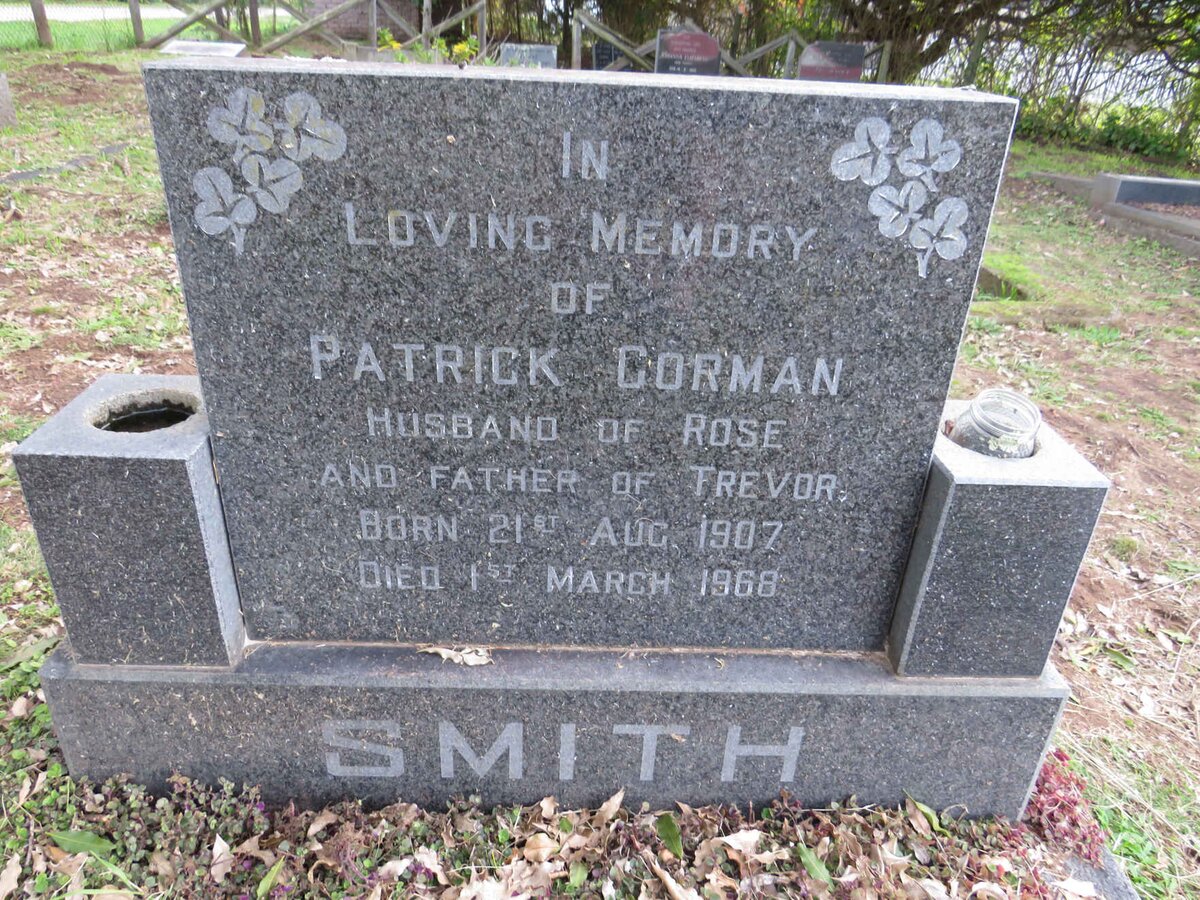 IN
LOVING MEMORY
OF
PATRICK GORMAN
HUSBAND OF ROSE
AND FATHER OF TREVOR
BORN 21ST AUG 1907
DIED 1ST MARCH 1968
SMITH